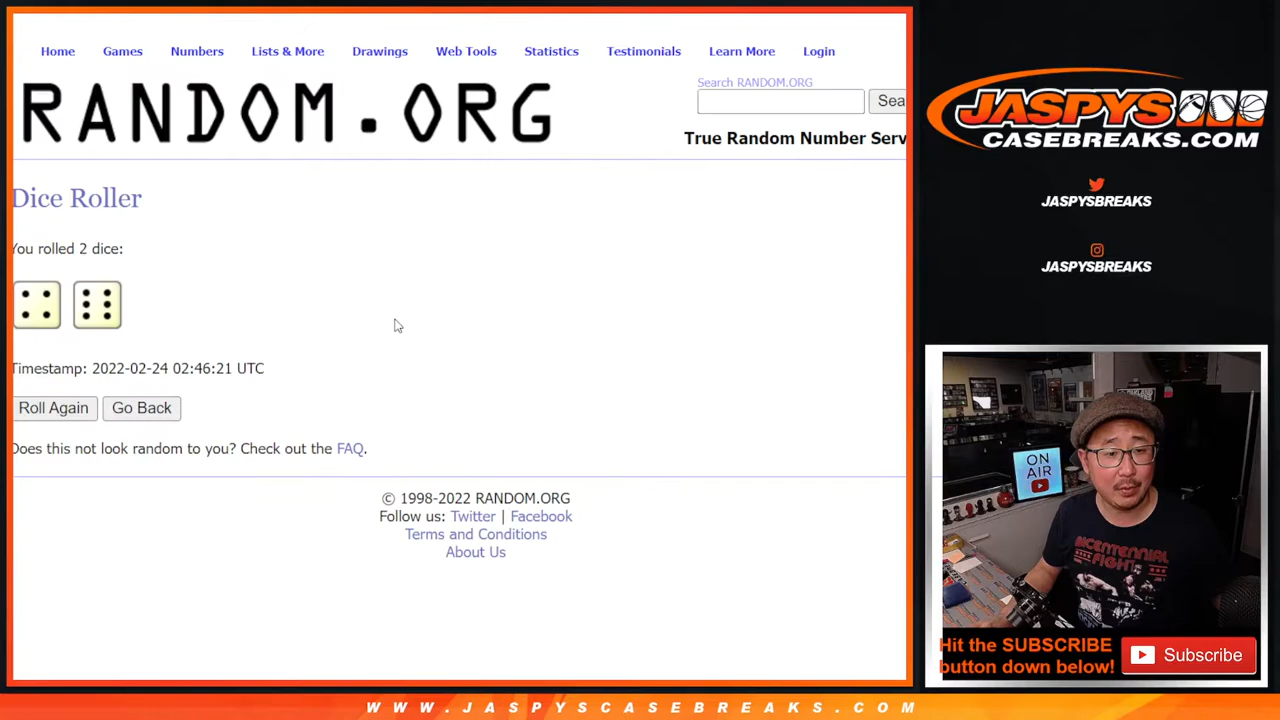 Home Games Numbers Lists & More Drawings Web Tools Statistics Testimonials Learn More Login
Search RANDOM.ORG
RANDOM.ORG
Sea
True Random Number Serv
Dice Roller
You rolled 2 dice:
Timestamp: 2022-02-24 02:46:21 UTC
Roll Again Go Back
Does this not look random to you? Check out the FAQ.
© 1998-2022 RANDOM.ORG
Follow us: Twitter | Facebook
Terms and Conditions
About Us
JASPYS
CASEBREAKS.COM
JASPYSBREAKS
JASPYSBREAKS
ON
AIR
BICENTENNIAL
FIGHT
Hit the SUBSCRIBE
button down below!
Subscribe
WWW.JASPYSCASEBREAKS.COM